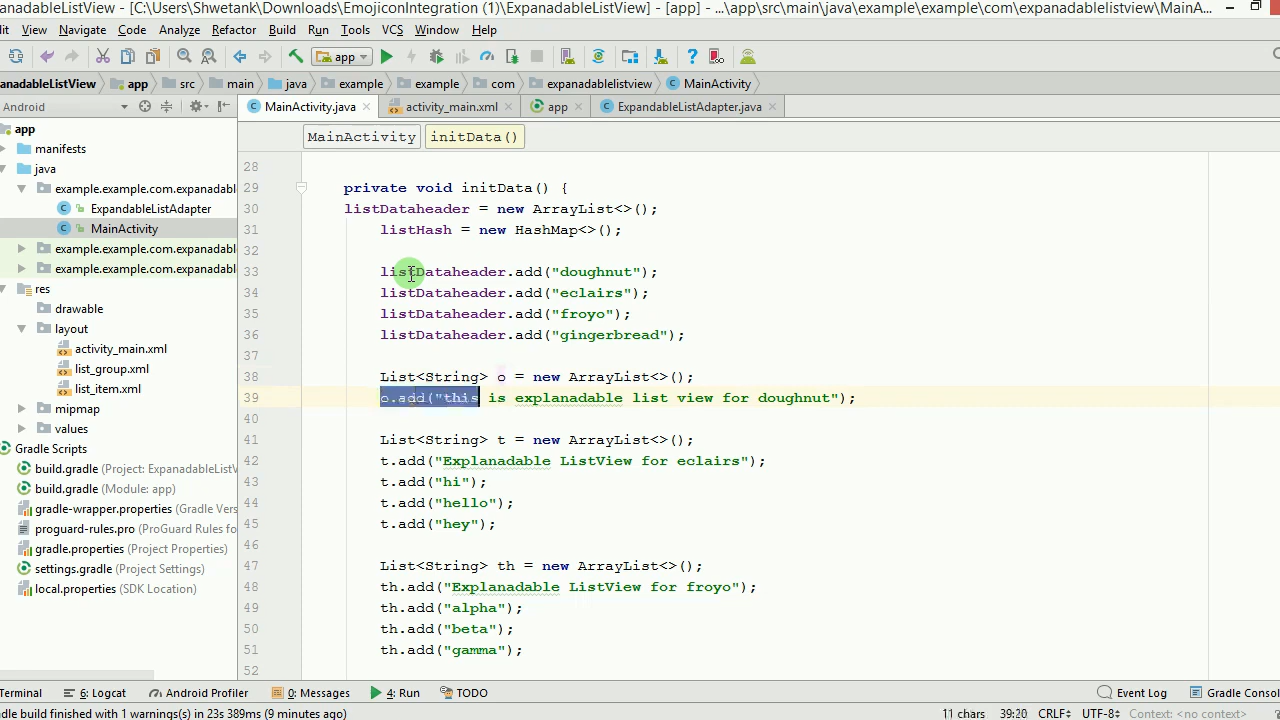 panadableListView - [C:\Users\Shwetank\Downloads\EmojiconIntegration (1)\ExpanadableListView] - [app] - ...\app\src\main\java\example\example\com\expanadablelistview\MainA...
it View Navigate Code Analyze Refactor Build Run Tools VCS Window Help
app
anadableListView app src main java example example com expanadablelistview MainActivity
Android MainActivity.java activity_main.xml app ExpandableListAdapter.java
MainActivity initData()
app
manifests
java
example.example.com.expanadabl
ExpandableListAdapter
MainActivity
example.example.com.expanadabl
example.example.com.expanadabl
res
drawable
layout
activity_main.xml
list_group.xml
list_item.xml
mipmap
values
Gradle Scripts
build.gradle (Project: ExpanadableListV
build.gradle (Module: app)
gradle-wrapper.properties (Gradle Vers
proguard-rules.pro (ProGuard Rules fo
gradle.properties (Project Properties)
settings.gradle (Project Settings)
local.properties (SDK Location)
28
29 private void initData() {
30 listDataheader = new ArrayList<>();
31 listHash = new HashMap<>();
32
33 listDataheader.add("doughnut");
34 listDataheader.add("eclairs");
35 listDataheader.add("froyo");
36 listDataheader.add("gingerbread");
37
38 List<String> o = new ArrayList<>();
39 o.add("this is explanadable list view for doughnut");
40
41 List<String> t = new ArrayList<>();
42 t.add("Explanadable ListView for eclairs");
43 t.add("hi");
44 t.add("hello");
45 t.add("hey");
46
47 List<String> th = new ArrayList<>();
48 th.add("Explanadable ListView for froyo");
49 th.add("alpha");
50 th.add("beta");
51 th.add("gamma");
52
Terminal 6: Logcat Android Profiler 0: Messages 4: Run TODO Event Log Gradle Consol
adle build finished with 1 warnings(s) in 23s 389ms (9 minutes ago) 11 chars 39:20 CRLF UTF-8 Context: <no context>